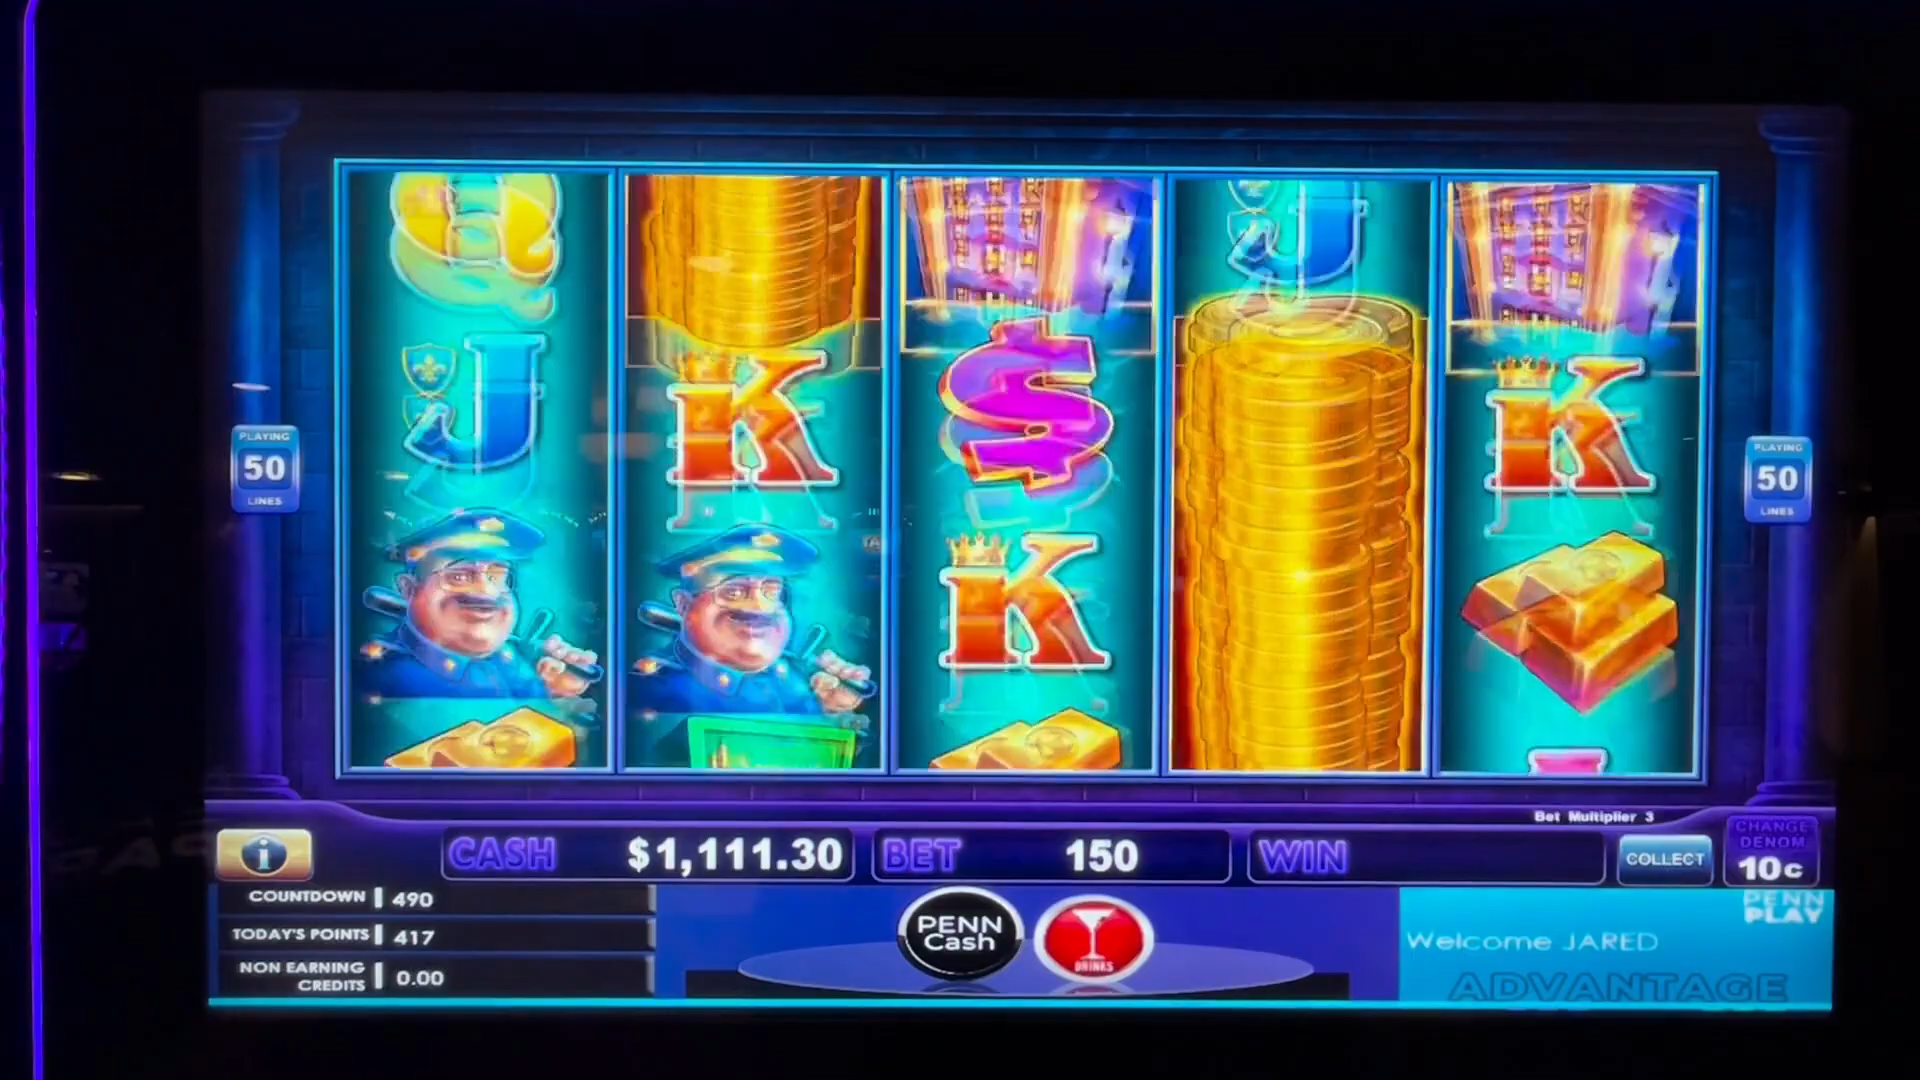 Q
J
K
$
K
J
K
PLAYING
50
LINES
PLAYING
50
LINES
Bet Multiplier 3
CASH $1,111.30
BET 150
WIN
COLLECT
CHANGE
DENOM
10¢
COUNTDOWN 490
TODAY'S POINTS 417
NON EARNING
CREDITS 0.00
PENN
Cash
DRINKS
PENN
PLAY
Welcome JARED
ADVANTAGE